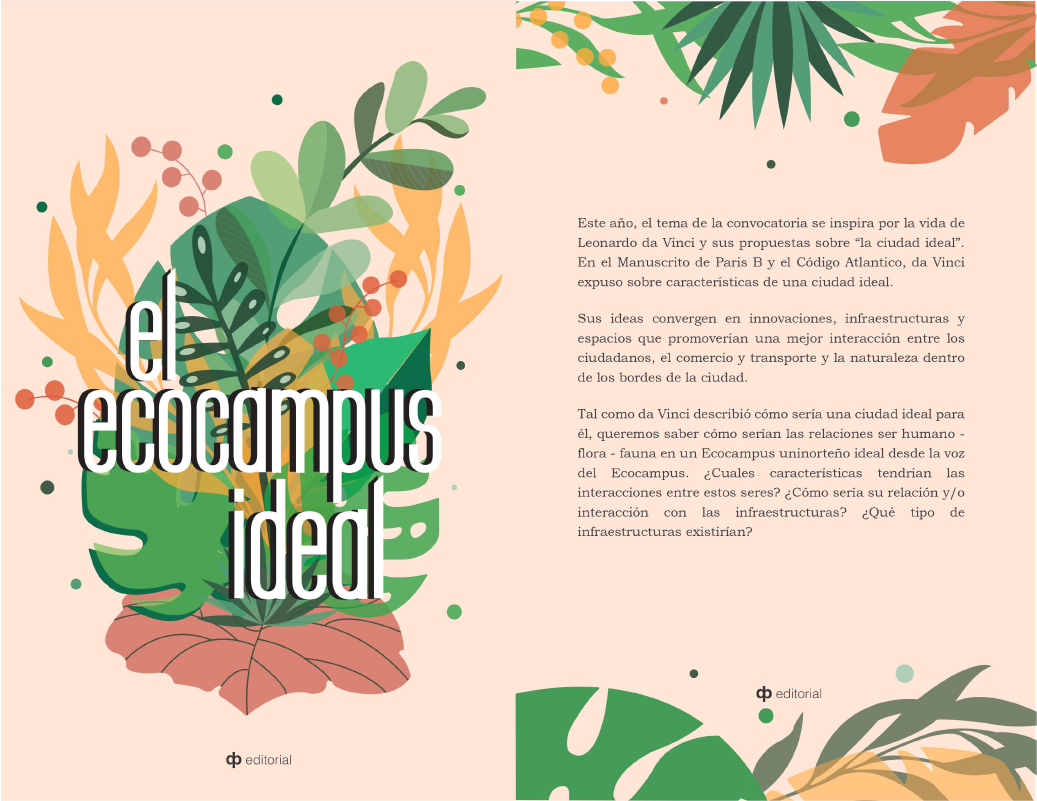 el
ecocampus
ideal
ф editorial
Este año, el tema de la convocatoria se inspira por la vida de
Leonardo da Vinci y sus propuestas sobre “la ciudad ideal”.
En el Manuscrito de Paris B y el Código Atlantico, da Vinci
expuso sobre características de una ciudad ideal.
Sus ideas convergen en innovaciones, infraestructuras y
espacios que promoverían una mejor interacción entre los
ciudadanos, el comercio y transporte y la naturaleza dentro
de los bordes de la ciudad.
Tal como da Vinci describió cómo sería una ciudad ideal para
él, queremos saber cómo serían las relaciones ser humano -
flora - fauna en un Ecocampus uninorteño ideal desde la voz
del Ecocampus. ¿Cuales características tendrían las
interacciones entre estos seres? ¿Cómo sería su relación y/o
interacción con las infraestructuras? ¿Qué tipo de
infraestructuras existirían?
ф editorial